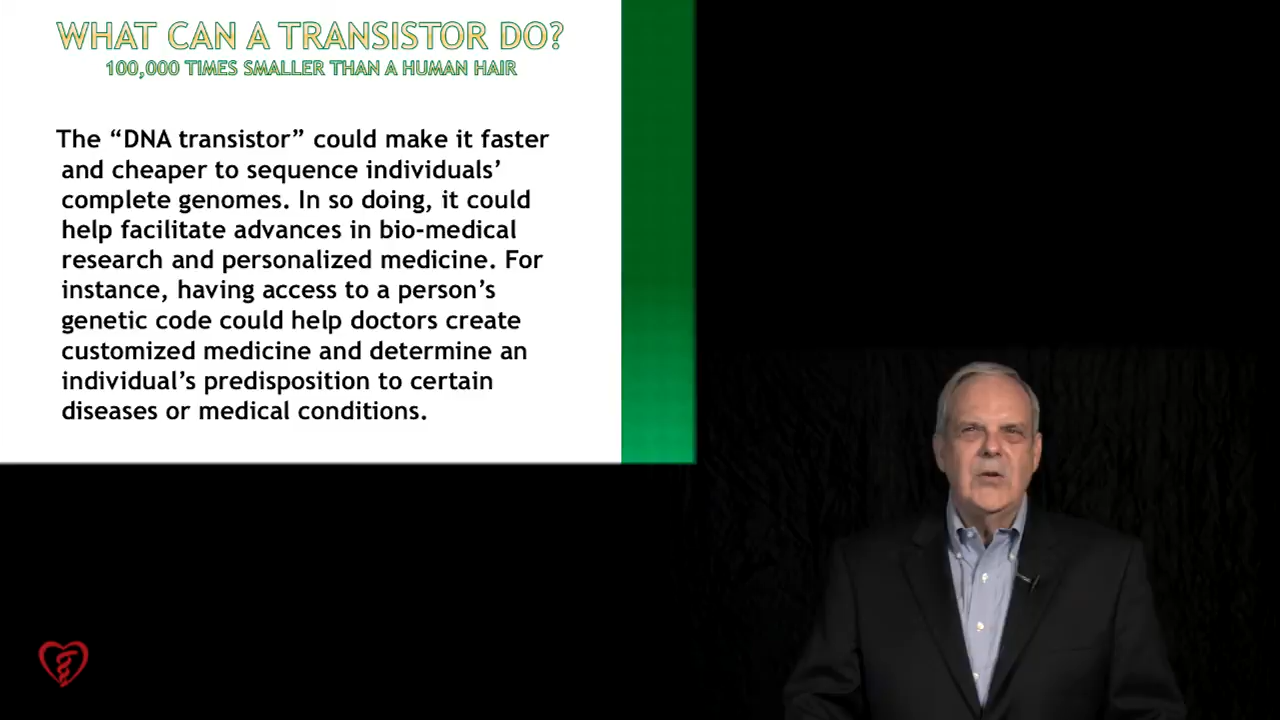 WHAT CAN A TRANSISTOR DO?
100,000 TIMES SMALLER THAN A HUMAN HAIR
The “DNA transistor” could make it faster
and cheaper to sequence individuals’
complete genomes. In so doing, it could
help facilitate advances in bio-medical
research and personalized medicine. For
instance, having access to a person’s
genetic code could help doctors create
customized medicine and determine an
individual’s predisposition to certain
diseases or medical conditions.